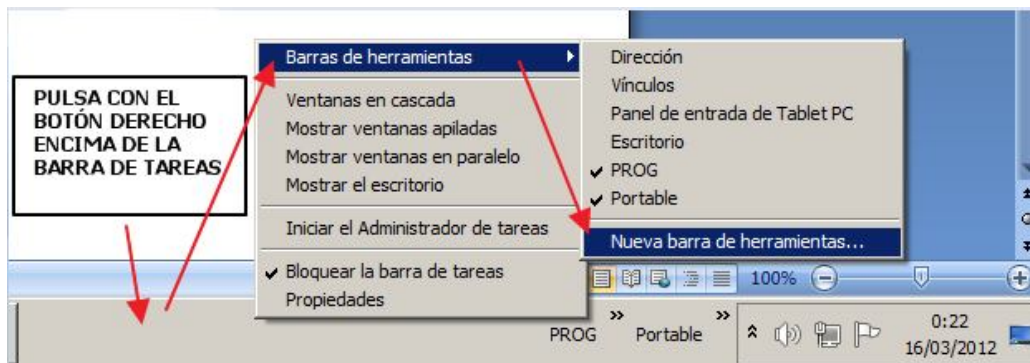 PULSA CON EL
BOTÓN DERECHO
ENCIMA DE LA
BARRA DE TAREAS
Barras de herramientas
Ventanas en cascada
Mostrar ventanas apiladas
Mostrar ventanas en paralelo
Mostrar el escritorio
Iniciar el Administrador de tareas
Bloquear la barra de tareas
Propiedades
Dirección
Vínculos
Panel de entrada de Tablet PC
Escritorio
PROG
Portable
Nueva barra de herramientas...
100%
PROG » Portable »
0:22
16/03/2012